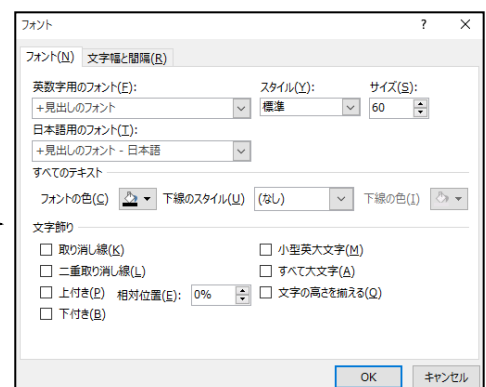 フォント ? ×
フォント(N) 文字幅と間隔(R)
英数字用のフォント(F): スタイル(Y): サイズ(S):
+見出しのフォント 標準 60
日本語用のフォント(T):
+見出しのフォント - 日本語
すべてのテキスト
フォントの色(C) 下線のスタイル(U) (なし) 下線の色(I)
文字飾り
取り消し線(K) 小型英大文字(M)
二重取り消し線(L) すべて大文字(A)
上付き(P) 相対位置(E): 0% 文字の高さを揃える(Q)
下付き(B)
OK キャンセル